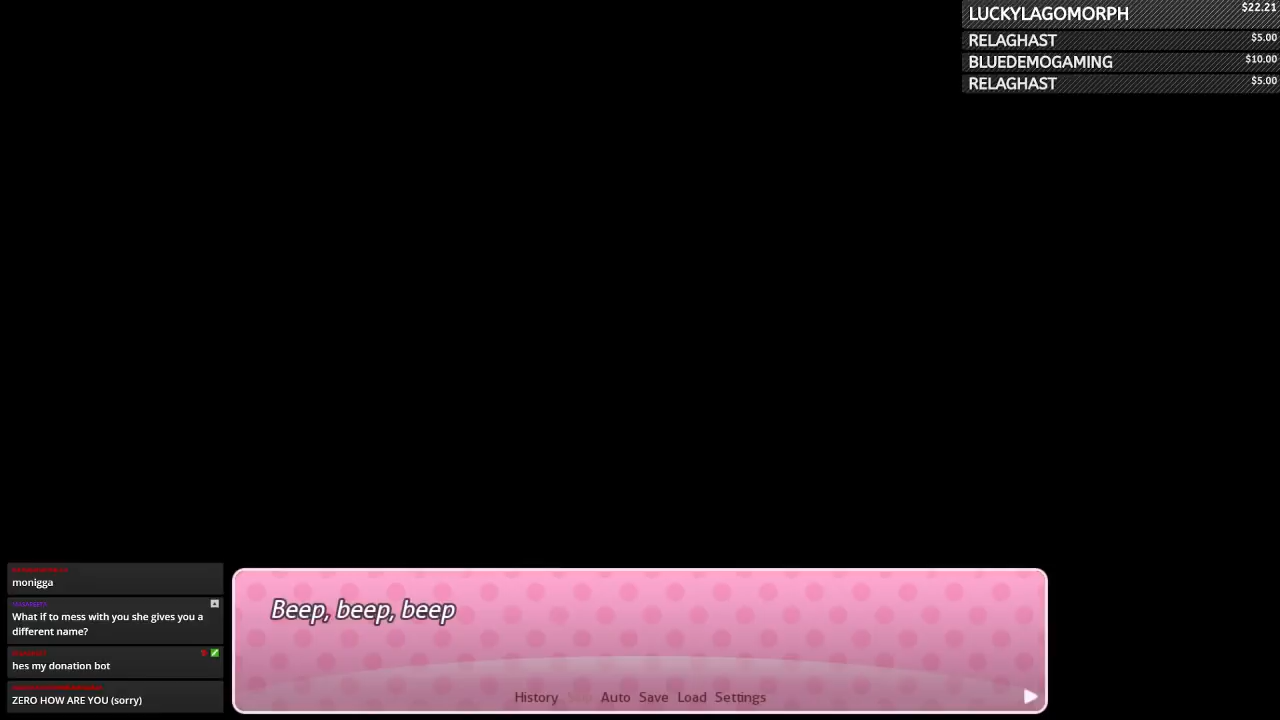 LUCKYLAGOMORPH $22.21
RELAGHAST $5.00
BLUEDEMOGAMING $10.00
RELAGHAST $5.00
monigga
What if to mess with you she gives you a
different name?
hes my donation bot
ZERO HOW ARE YOU (sorry)
Beep, beep, beep
History Auto Save Load Settings